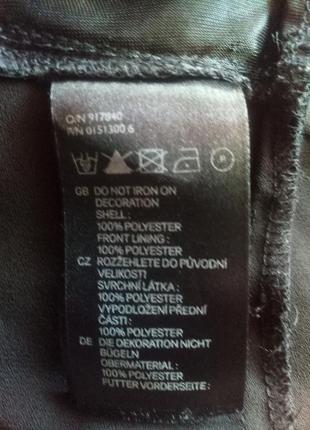 O/N 917840
P/N 0151300 6
GB DO NOT IRON ON
DECORATION
SHELL :
100% POLYESTER
FRONT LINING :
100% POLYESTER
CZ ROZŽEHLETE DO PŮVODNÍ
VELIKOSTI
SVRCHNÍ LÁTKA :
100% POLYESTER
VYPODLOŽENÍ PŘEDNÍ
ČÁSTI :
100% POLYESTER
DE DIE DEKORATION NICHT
BÜGELN
OBERMATERIAL :
100% POLYESTER
FUTTER VORDERSEITE :